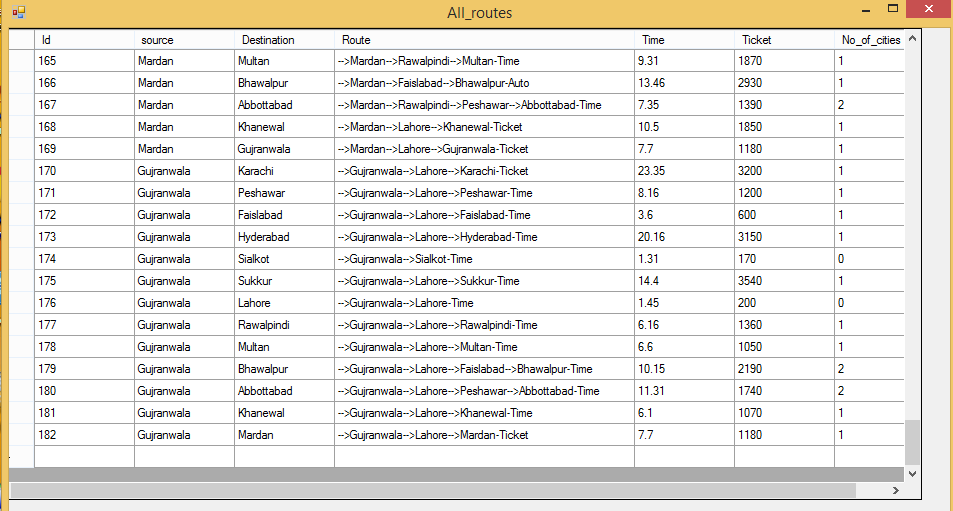 All_routes
Id source Destination Route Time Ticket No_of_cities
165 Mardan Multan -->Mardan-->Rawalpindi-->Multan-Time 9.31 1870 1
166 Mardan Bhawalpur -->Mardan-->Faislabad-->Bhawalpur-Auto 13.46 2930 1
167 Mardan Abbottabad -->Mardan-->Rawalpindi-->Peshawar-->Abbottabad-Time 7.35 1390 2
168 Mardan Khanewal -->Mardan-->Lahore-->Khanewal-Ticket 10.5 1850 1
169 Mardan Gujranwala -->Mardan-->Lahore-->Gujranwala-Ticket 7.7 1180 1
170 Gujranwala Karachi -->Gujranwala-->Lahore-->Karachi-Ticket 23.35 3200 1
171 Gujranwala Peshawar -->Gujranwala-->Lahore-->Peshawar-Time 8.16 1200 1
172 Gujranwala Faislabad -->Gujranwala-->Lahore-->Faislabad-Time 3.6 600 1
173 Gujranwala Hyderabad -->Gujranwala-->Lahore-->Hyderabad-Time 20.16 3150 1
174 Gujranwala Sialkot -->Gujranwala-->Sialkot-Time 1.31 170 0
175 Gujranwala Sukkur -->Gujranwala-->Lahore-->Sukkur-Time 14.4 3540 1
176 Gujranwala Lahore -->Gujranwala-->Lahore-Time 1.45 200 0
177 Gujranwala Rawalpindi -->Gujranwala-->Lahore-->Rawalpindi-Time 6.16 1360 1
178 Gujranwala Multan -->Gujranwala-->Lahore-->Multan-Time 6.6 1050 1
179 Gujranwala Bhawalpur -->Gujranwala-->Lahore-->Faislabad-->Bhawalpur-Time 10.15 2190 2
180 Gujranwala Abbottabad -->Gujranwala-->Lahore-->Peshawar-->Abbottabad-Time 11.31 1740 2
181 Gujranwala Khanewal -->Gujranwala-->Lahore-->Khanewal-Time 6.1 1070 1
182 Gujranwala Mardan -->Gujranwala-->Lahore-->Mardan-Ticket 7.7 1180 1